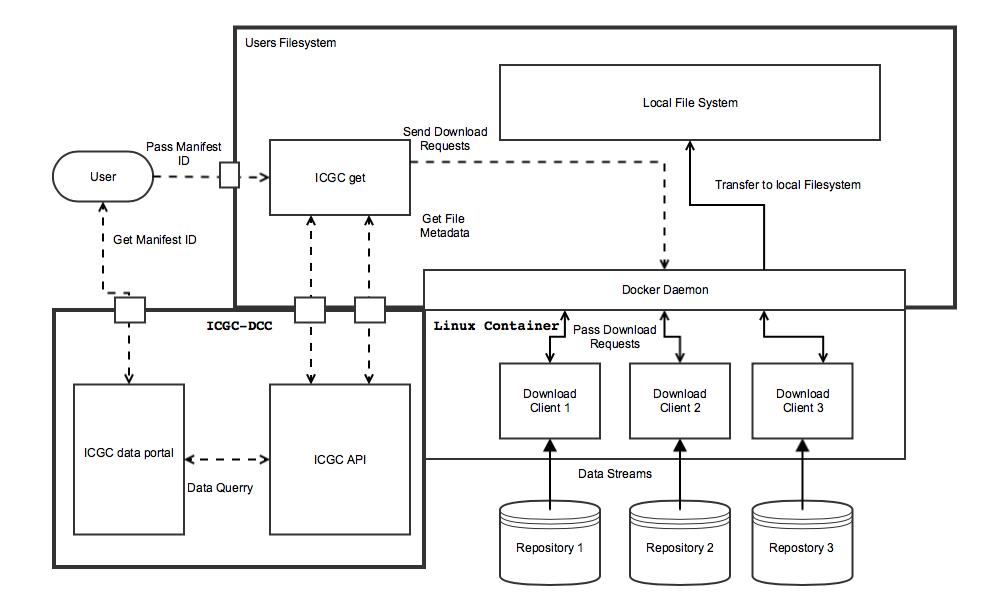 Users Filesystem
Local File System
Pass Manifest
ID
Send Download
Requests
User
ICGC get
Transfer to local Filesystem
Get File
Metadata
Get Manifest ID
Docker Daemon
ICGC-DCC
Linux Container
Pass Download
Requests
Download
Client 1
Download
Client 2
Download
Client 3
ICGC data portal
ICGC API
Data Querry
Data Streams
Repository 1
Repository 2
Repostory 3